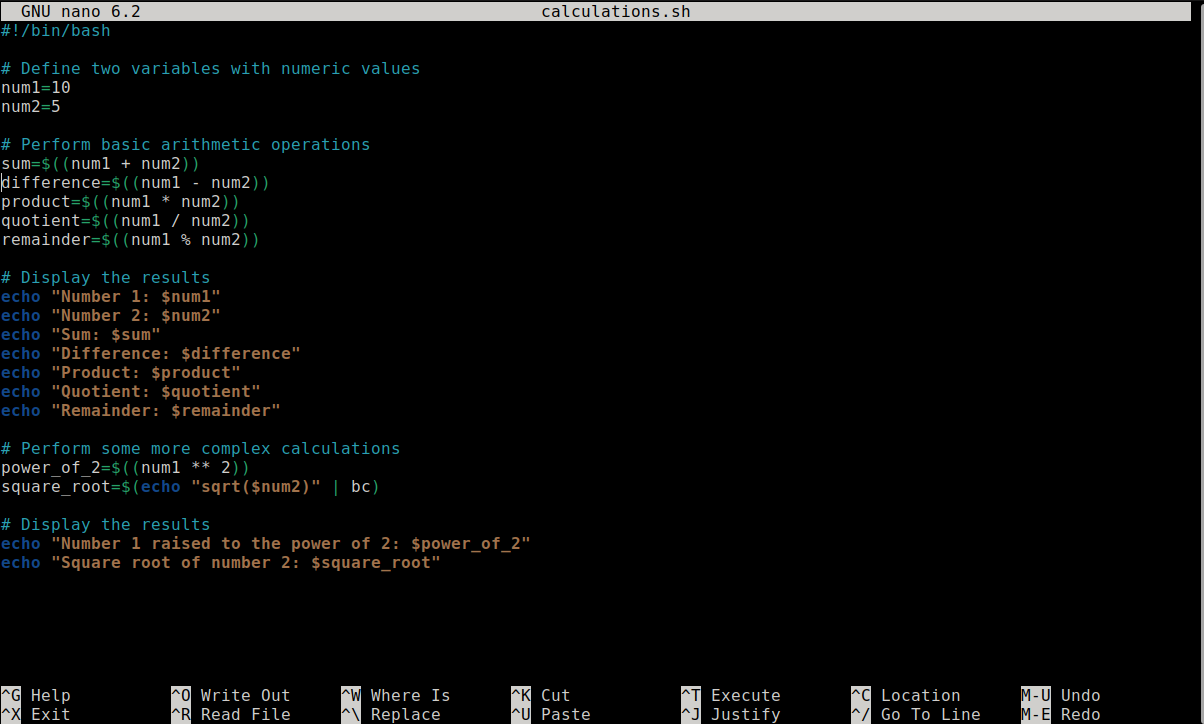 GNU nano 6.2 calculations.sh
#!/bin/bash

# Define two variables with numeric values
num1=10
num2=5

# Perform basic arithmetic operations
sum=$((num1 + num2))
difference=$((num1 - num2))
product=$((num1 * num2))
quotient=$((num1 / num2))
remainder=$((num1 % num2))

# Display the results
echo "Number 1: $num1"
echo "Number 2: $num2"
echo "Sum: $sum"
echo "Difference: $difference"
echo "Product: $product"
echo "Quotient: $quotient"
echo "Remainder: $remainder"

# Perform some more complex calculations
power_of_2=$((num1 ** 2))
square_root=$(echo "sqrt($num2)" | bc)

# Display the results
echo "Number 1 raised to the power of 2: $power_of_2"
echo "Square root of number 2: $square_root"

^G Help ^O Write Out ^W Where Is ^K Cut ^T Execute ^C Location M-U Undo
^X Exit ^R Read File ^\ Replace ^U Paste ^J Justify ^/ Go To Line M-E Redo